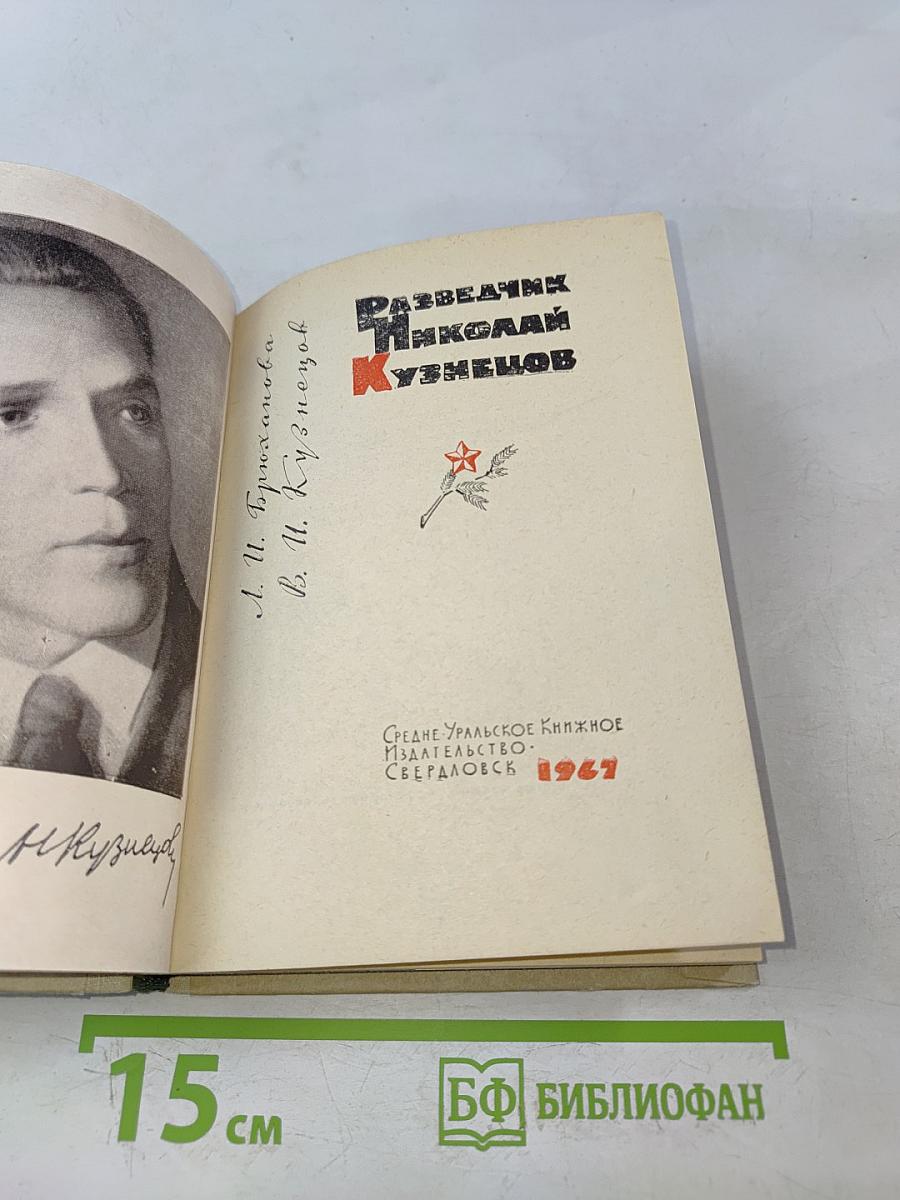 Н Кузнецов
Л. И. Брюханова
В. И. Кузнецов
Разведчик
Николай
Кузнецов
Средне-Уральское Книжное
Издательство·
Свердловск 1967
15 см
БФ БИБЛИОФАН